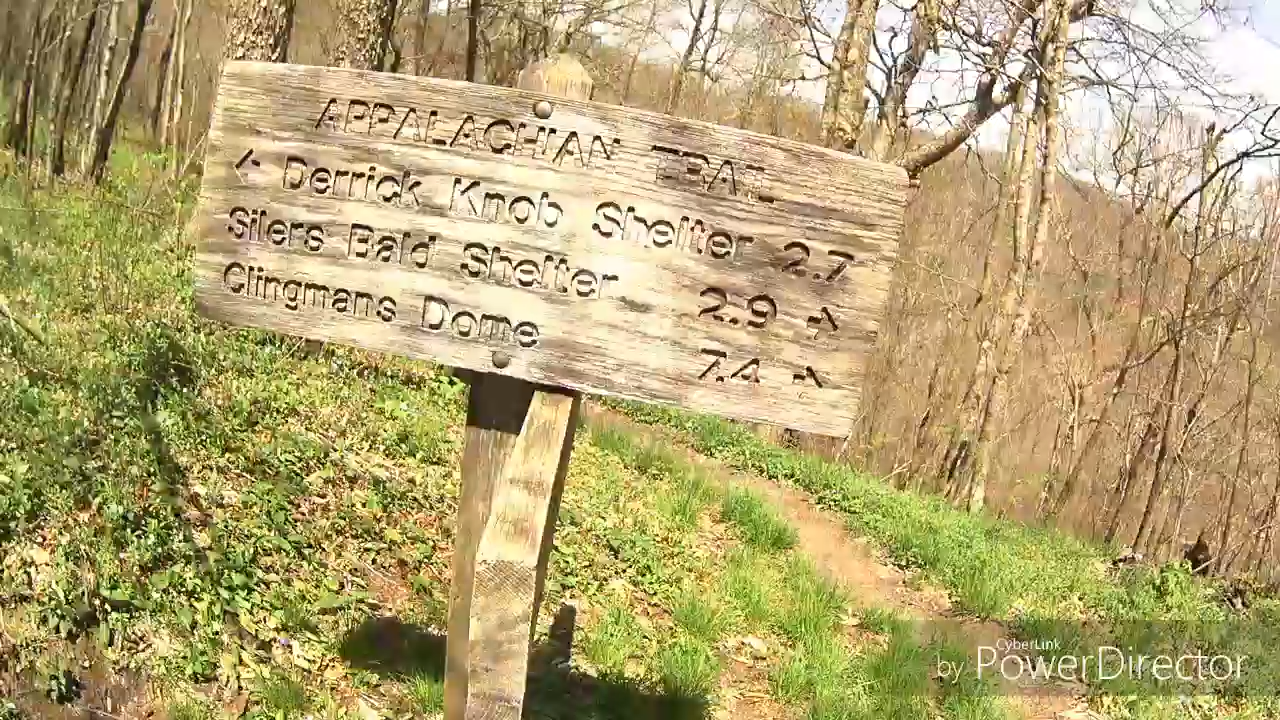 APPALACHIAN TRAIL
← Derrick Knob Shelter 2.7
Silers Bald Shelter 2.9 →
Clingmans Dome 7.4 →
CyberLink
by PowerDirector